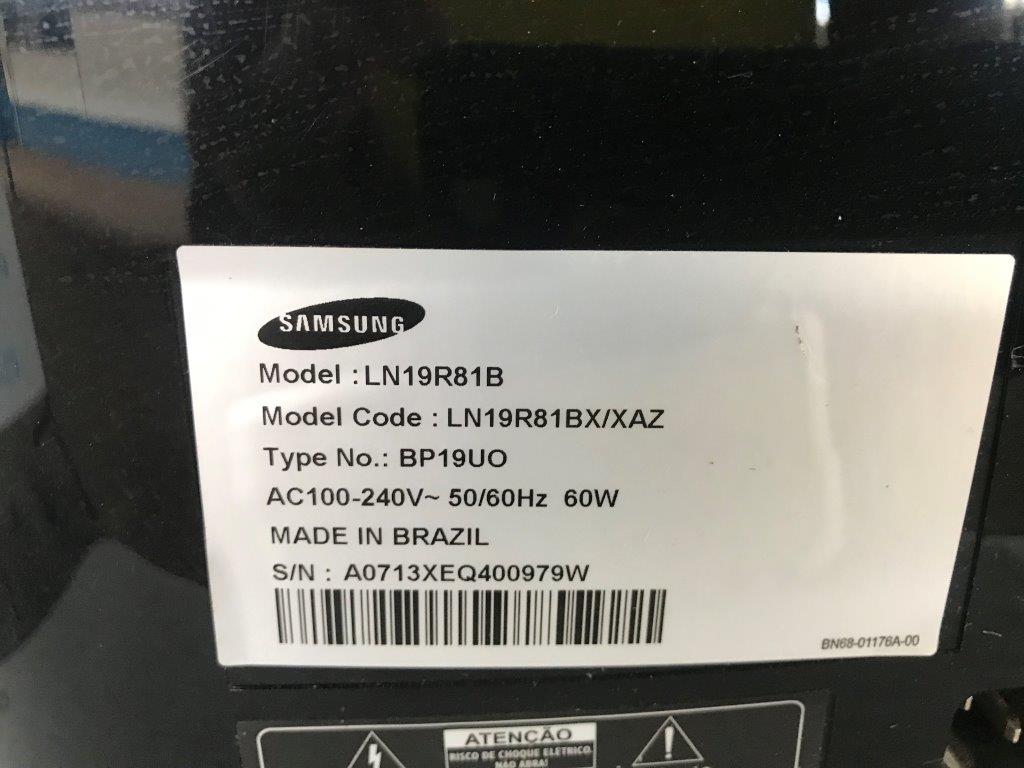 SAMSUNG
Model : LN19R81B
Model Code : LN19R81BX/XAZ
Type No.: BP19UO
AC100-240V~ 50/60Hz 60W
MADE IN BRAZIL
S/N : A0713XEQ400979W
BN68-01176A-00
ATENÇÃO
RISCO DE CHOQUE ELÉTRICO.
NÃO ABRA!